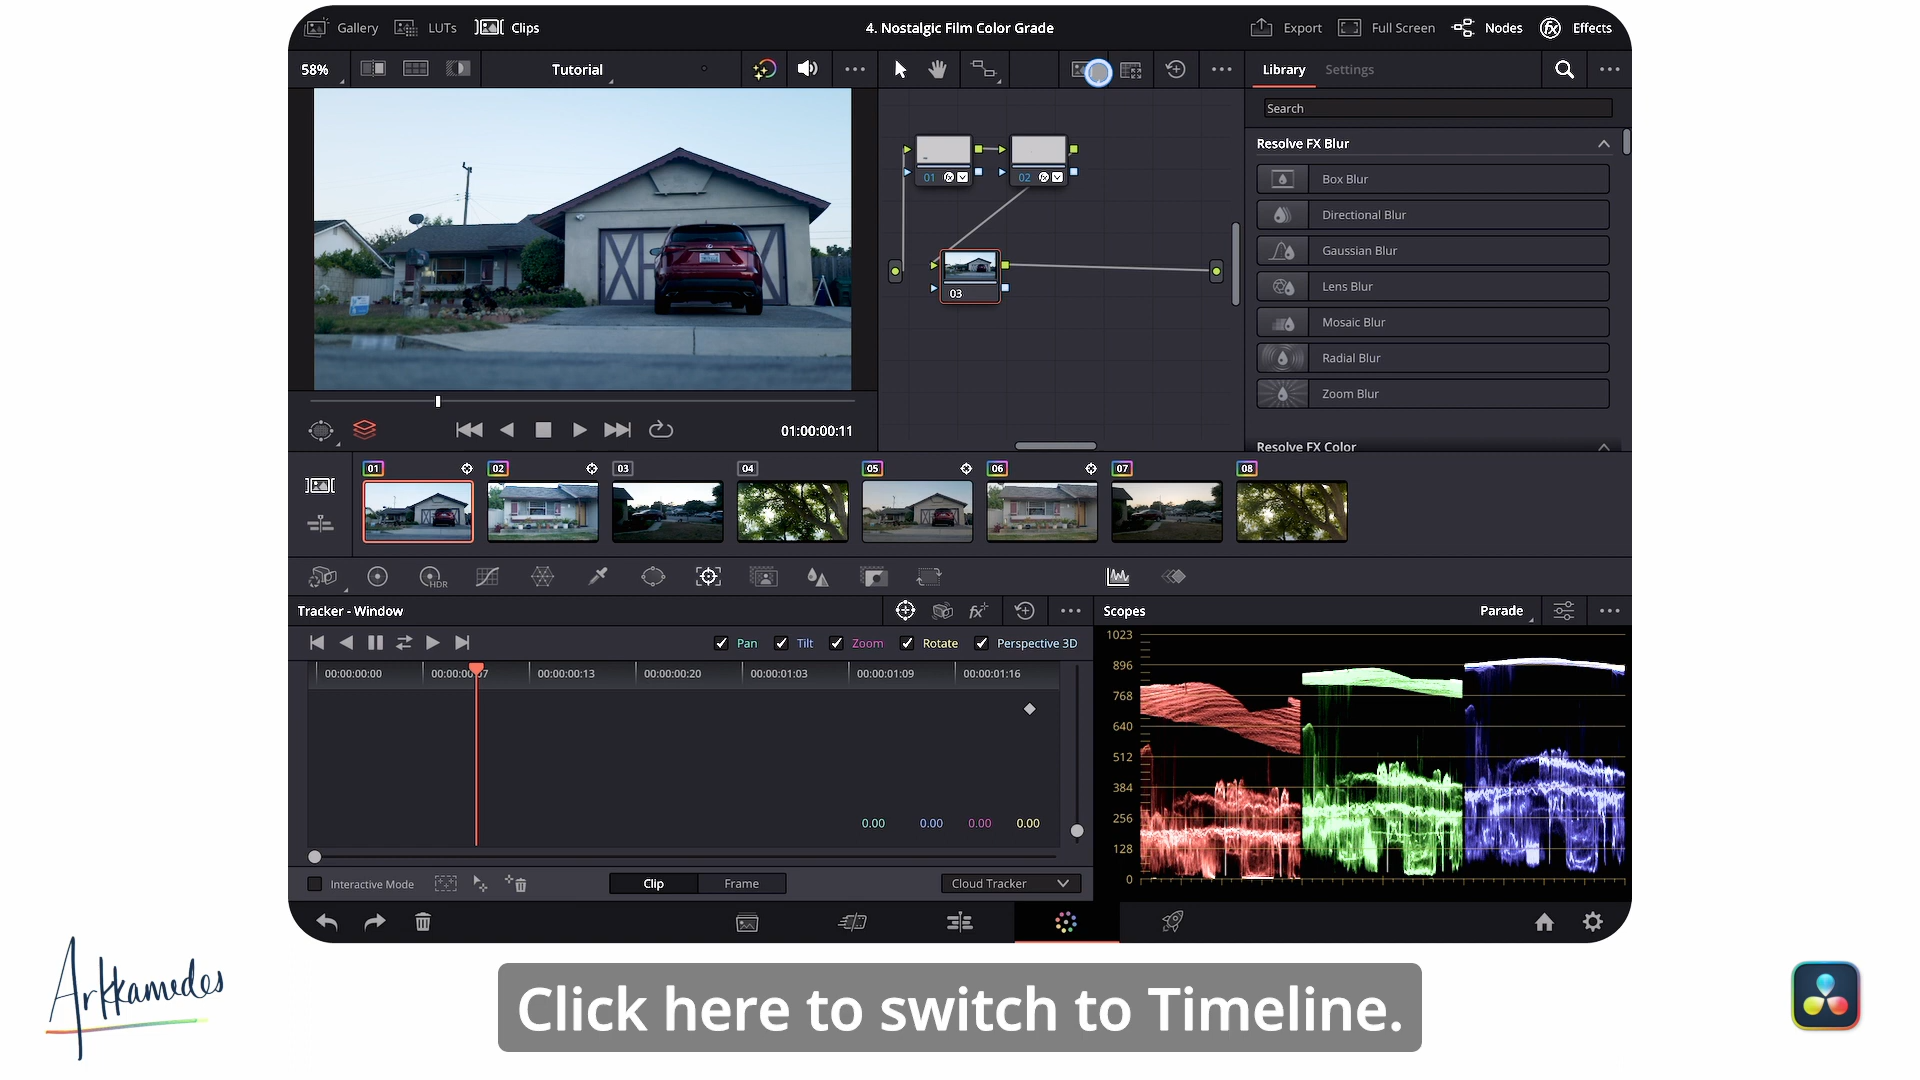 Gallery
LUTs
Clips
4. Nostalgic Film Color Grade
Export
Full Screen
Nodes
Effects
58%
Tutorial
Library
Settings
Search
Resolve FX Blur
Box Blur
Directional Blur
Gaussian Blur
Lens Blur
Mosaic Blur
Radial Blur
Zoom Blur
Resolve FX Color
01
02
03
01:00:00:11
01
02
03
04
05
06
07
08
HDR
Tracker - Window
fx
Scopes
Parade
Pan
Tilt
Zoom
Rotate
Perspective 3D
00:00:00:00
00:00:00:07
00:00:00:13
00:00:00:20
00:00:01:03
00:00:01:09
00:00:01:16
0.00
0.00
0.00
0.00
1023
896
768
640
512
384
256
128
0
Interactive Mode
Clip
Frame
Cloud Tracker
Arkkamedes
Click here to switch to Timeline.